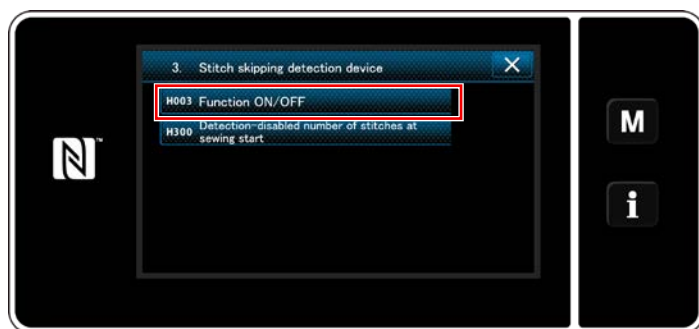 3. Stitch skipping detection device
H003 Function ON/OFF
H300 Detection-disabled number of stitches at
sewing start
M
i